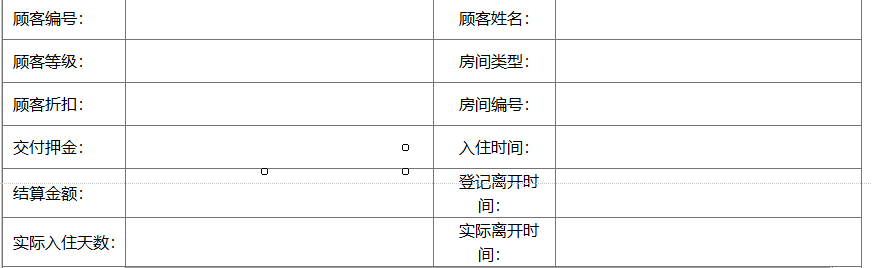 顾客编号：
顾客姓名：
顾客等级：
房间类型：
顾客折扣：
房间编号：
交付押金：
入住时间：
结算金额：
登记离开时
间：
实际入住天数：
实际离开时
间：